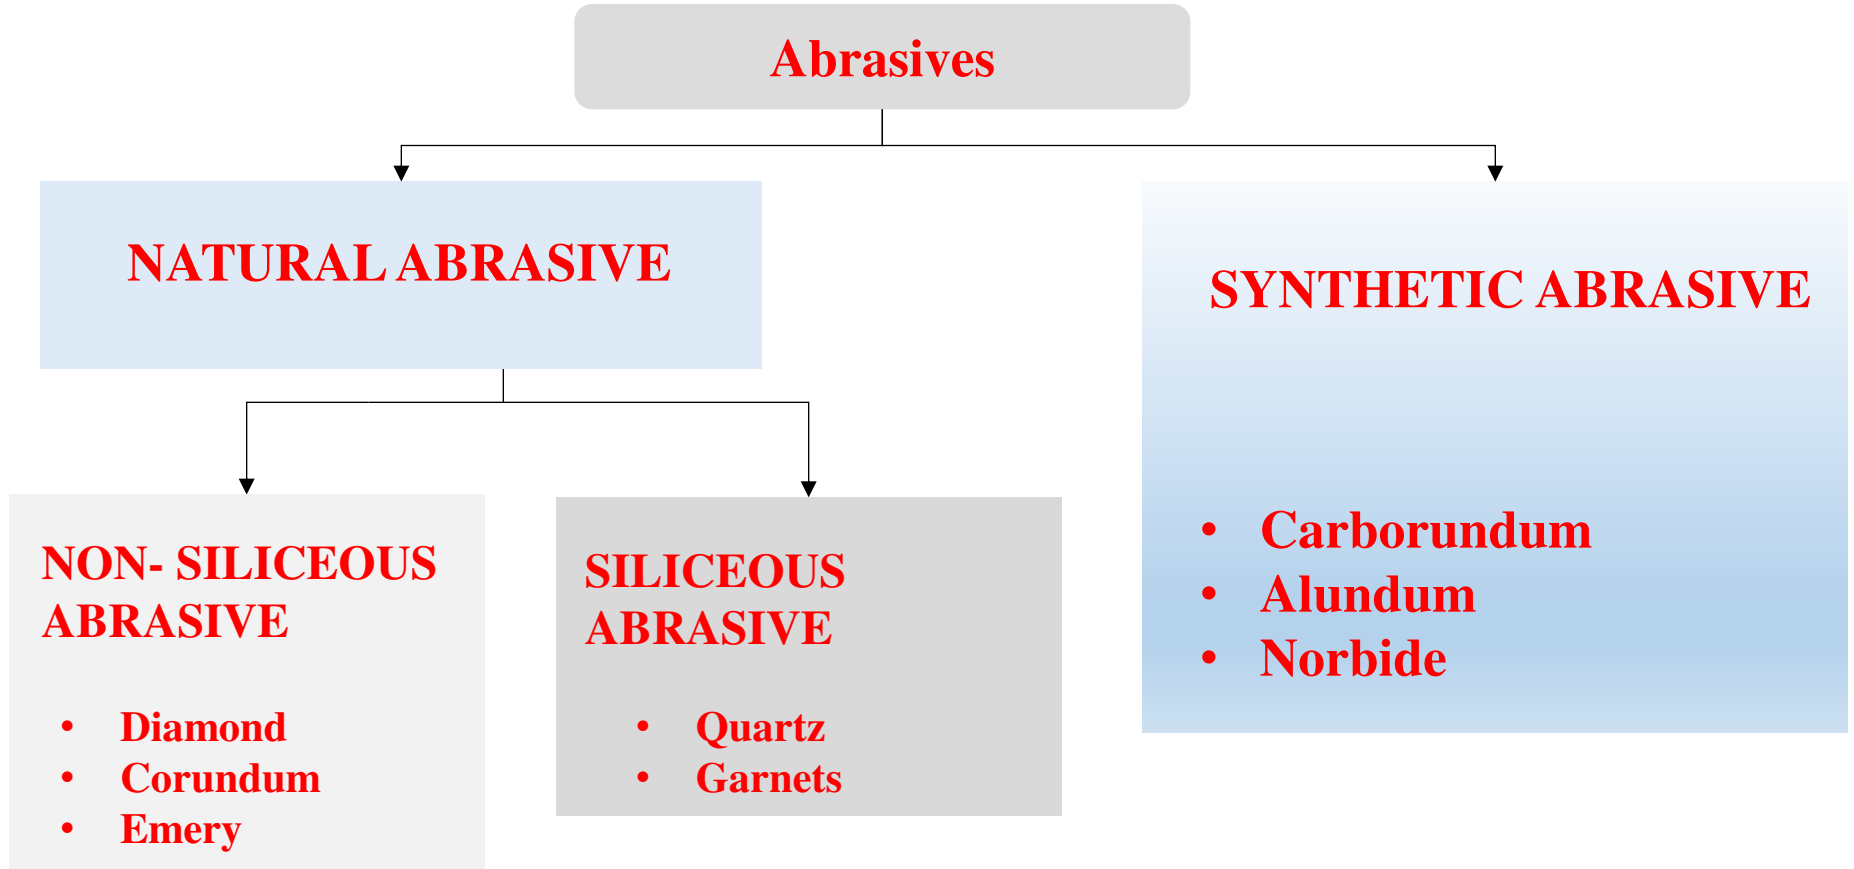 Abrasives
NATURAL ABRASIVE
SYNTHETIC ABRASIVE
• Carborundum
• Alundum
• Norbide
NON- SILICEOUS
ABRASIVE
• Diamond
• Corundum
• Emery
SILICEOUS
ABRASIVE
• Quartz
• Garnets